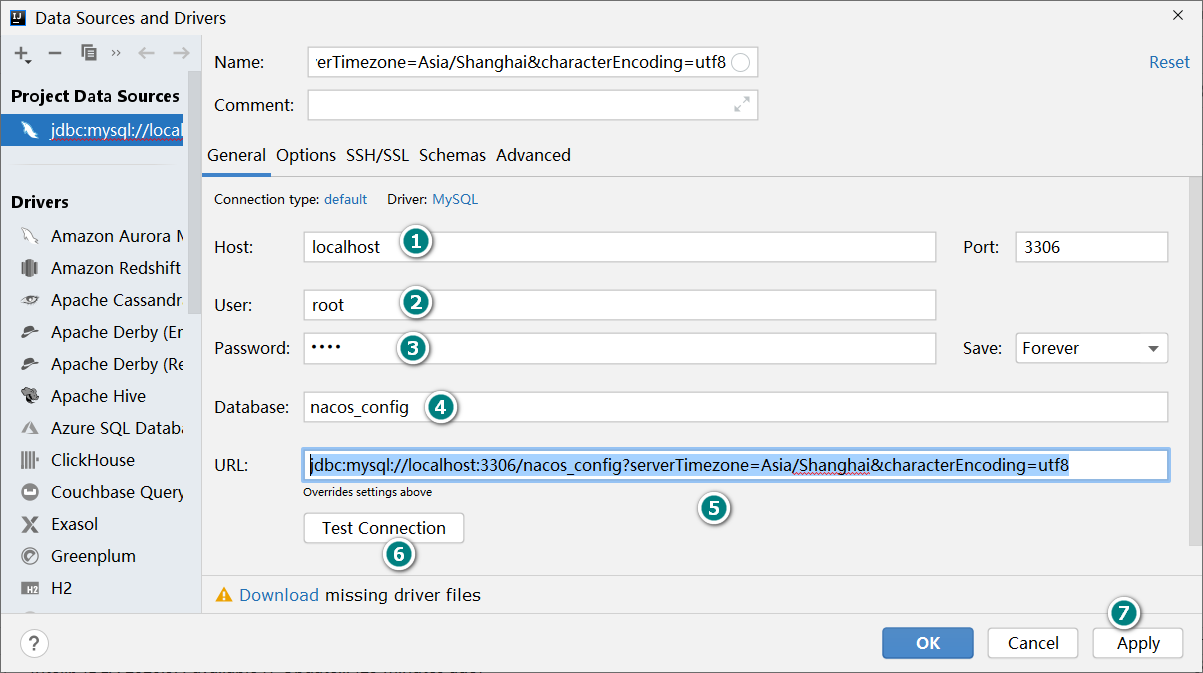 Data Sources and Drivers
Name: erTimezone=Asia/Shanghai&characterEncoding=utf8
Reset
Comment:
Project Data Sources
jdbc:mysql://local
General Options SSH/SSL Schemas Advanced
Connection type: default Driver: MySQL
Drivers
Amazon Aurora M
Amazon Redshift
Apache Cassandr
Apache Derby (Er
Apache Derby (Re
Apache Hive
Azure SQL Databa
ClickHouse
Couchbase Query
Exasol
Greenplum
H2
Host: localhost 1 Port: 3306
User: root 2
Password: •••• 3 Save: Forever
Database: nacos_config 4
URL: jdbc:mysql://localhost:3306/nacos_config?serverTimezone=Asia/Shanghai&characterEncoding=utf8
Overrides settings above
5
Test Connection
6
Download missing driver files
7
? OK Cancel Apply